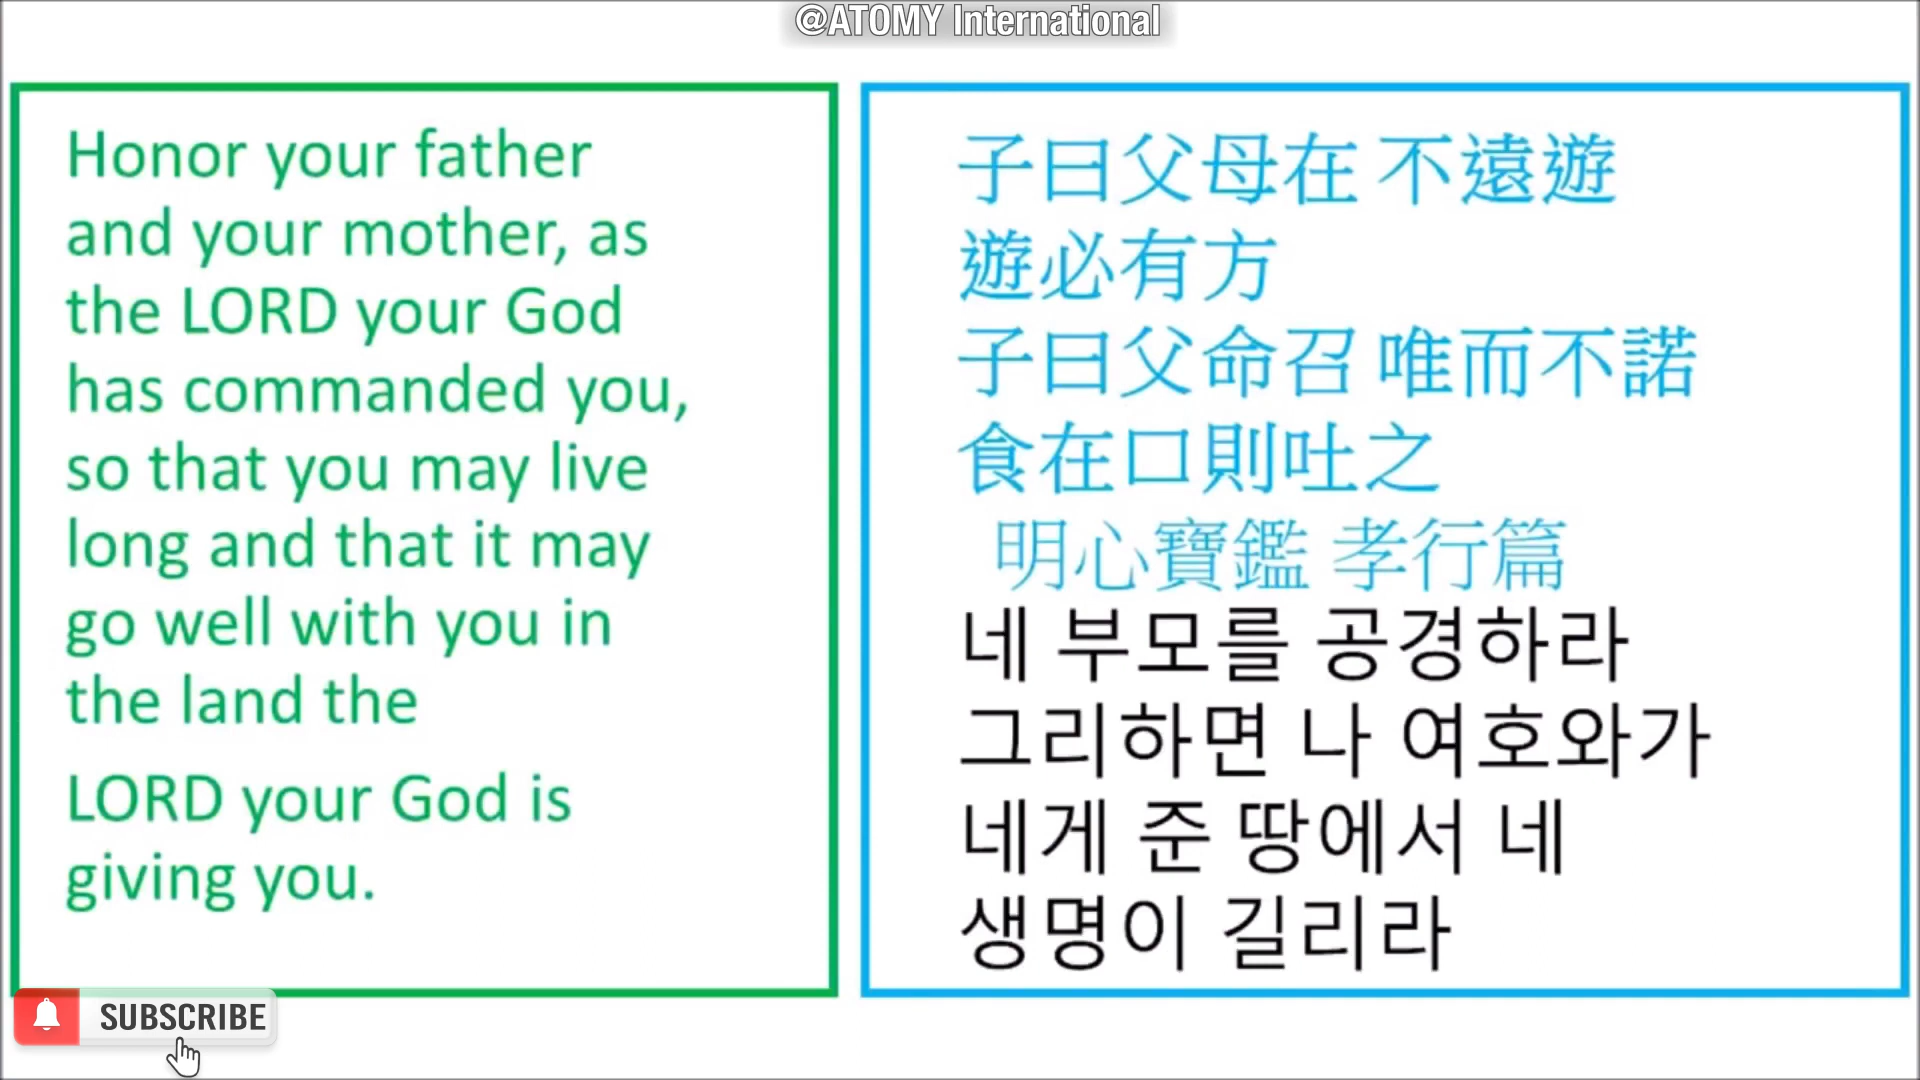 @ATOMY International
Honor your father
and your mother, as
the LORD your God
has commanded you,
so that you may live
long and that it may
go well with you in
the land the
LORD your God is
giving you.
子曰父母在 不遠遊
遊必有方
子曰父命召 唯而不諾
食在口則吐之
明心寶鑑 孝行篇
네 부모를 공경하라
그리하면 나 여호와가
네게 준 땅에서 네
생명이 길리라
SUBSCRIBE